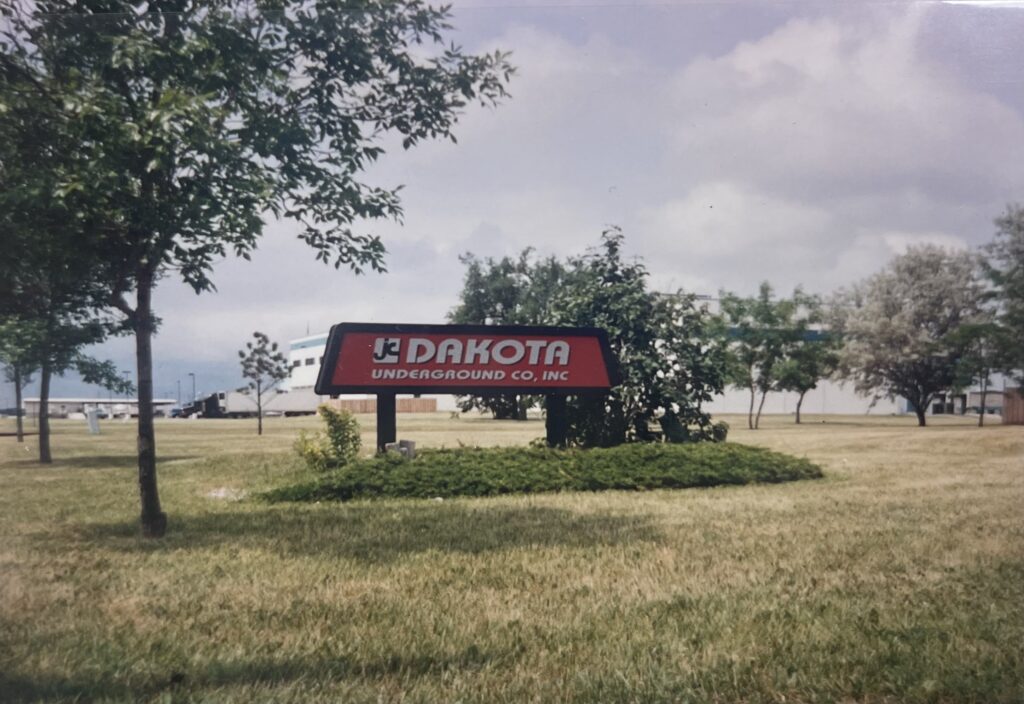 jc DAKOTA
UNDERGROUND CO, INC